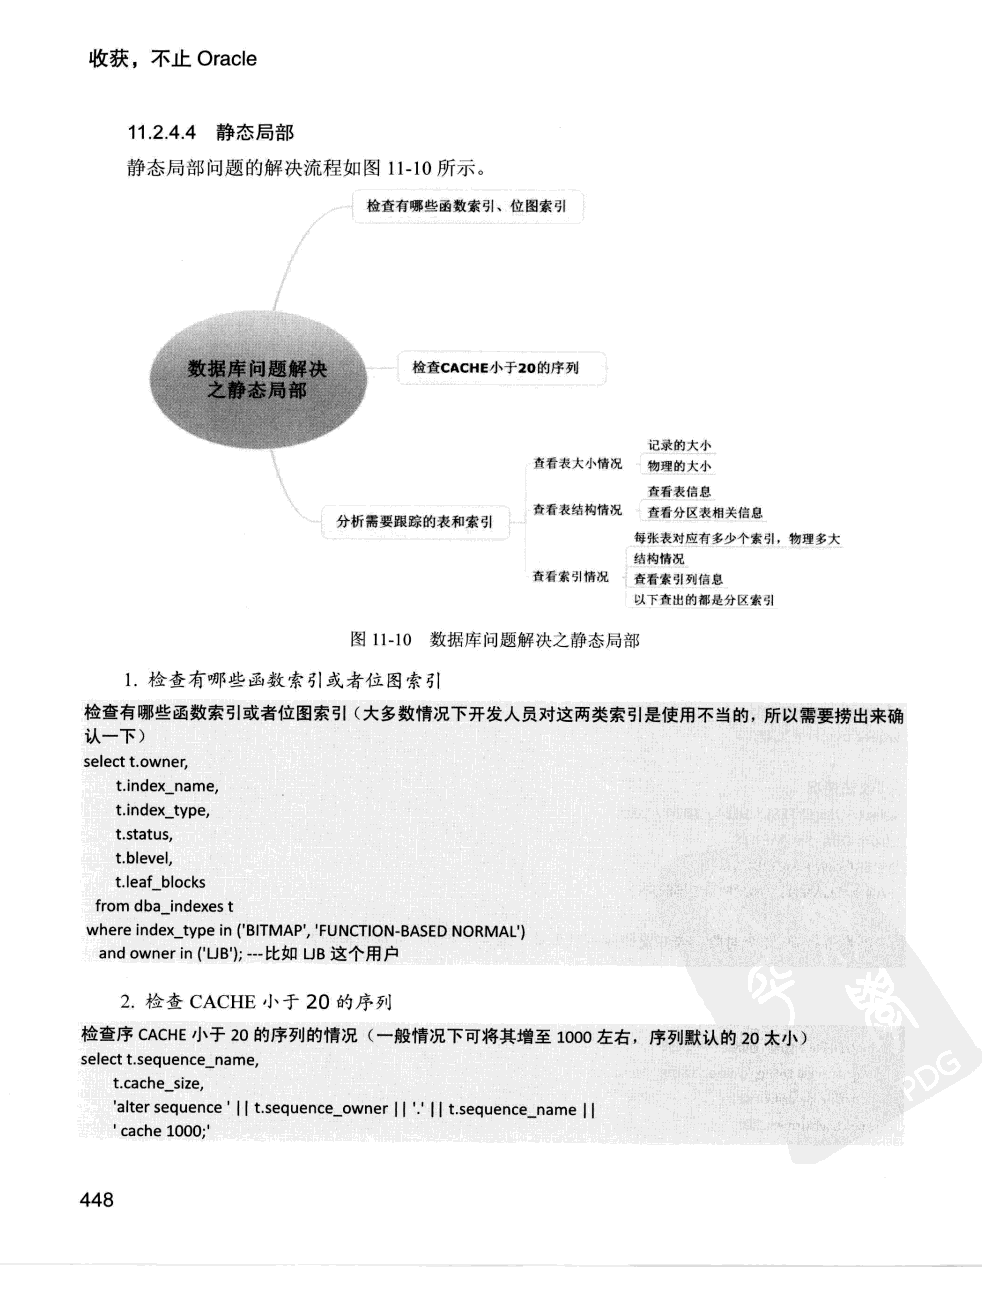 收获，不止 Oracle
11.2.4.4 静态局部
静态局部问题的解决流程如图 11-10 所示。
检查有哪些函数索引、位图索引
数据库问题解决
之静态局部
检查CACHE小于20的序列
记录的大小
查看表大小情况
物理的大小
查看表信息
查看表结构情况
查看分区表相关信息
分析需要跟踪的表和索引
每张表对应有多少个索引，物理多大
结构情况
查看索引情况
查看索引列信息
以下查出的都是分区索引
图 11-10 数据库问题解决之静态局部
1. 检查有哪些函数索引或者位图索引
检查有哪些函数索引或者位图索引（大多数情况下开发人员对这两类索引是使用不当的，所以需要捞出来确
认一下）
select t.owner,
t.index_name,
t.index_type,
t.status,
t.blevel,
t.leaf_blocks
from dba_indexes t
where index_type in ('BITMAP', 'FUNCTION-BASED NORMAL')
and owner in ('LJB'); ---比如 LJB 这个用户
2. 检查 CACHE 小于 20 的序列
检查序 CACHE 小于 20 的序列的情况（一般情况下可将其增至 1000 左右，序列默认的 20 太小）
select t.sequence_name,
t.cache_size,
'alter sequence ' || t.sequence_owner || '.' || t.sequence_name ||
' cache 1000;'
PDG
448